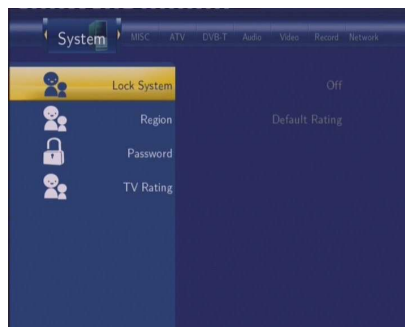 System MISC ATV DVB-T Audio Video Record Network
Lock System Off
Region Default Rating
Password
TV Rating